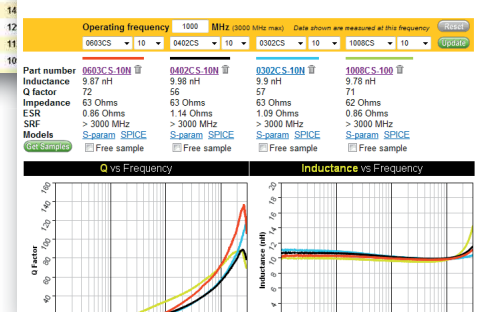 14
12
11
10
Operating frequency 1000 MHz (3000 MHz max) Data shown are measured at this frequency Reset
0603CS 10 0402CS 10 0302CS 10 1008CS 10 Update
Part number 0603CS-10N 0402CS-10N 0302CS-10N 1008CS-100
Inductance 9.87 nH 9.98 nH 9.9 nH 9.78 nH
Q factor 72 56 57 71
Impedance 63 Ohms 63 Ohms 63 Ohms 62 Ohms
ESR 0.86 Ohms 1.14 Ohms 1.09 Ohms 0.86 Ohms
SRF > 3000 MHz > 3000 MHz > 3000 MHz > 3000 MHz
Models S-param SPICE S-param SPICE S-param SPICE S-param SPICE
Get Samples Free sample Free sample Free sample Free sample
Q vs Frequency Inductance vs Frequency
160
140
120
100
80
60
40
Q Factor
20
18
16
14
12
10
8
6
4
Inductance (nH)